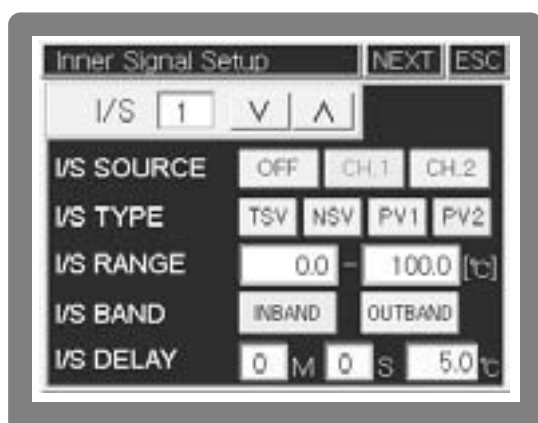 Inner Signal Setup NEXT ESC
I/S 1 ∨ ∧
I/S SOURCE OFF CH.1 CH.2
I/S TYPE TSV NSV PV1 PV2
I/S RANGE 0.0 - 100.0 [℃]
I/S BAND INBAND OUTBAND
I/S DELAY 0 M 0 S 5.0 ℃